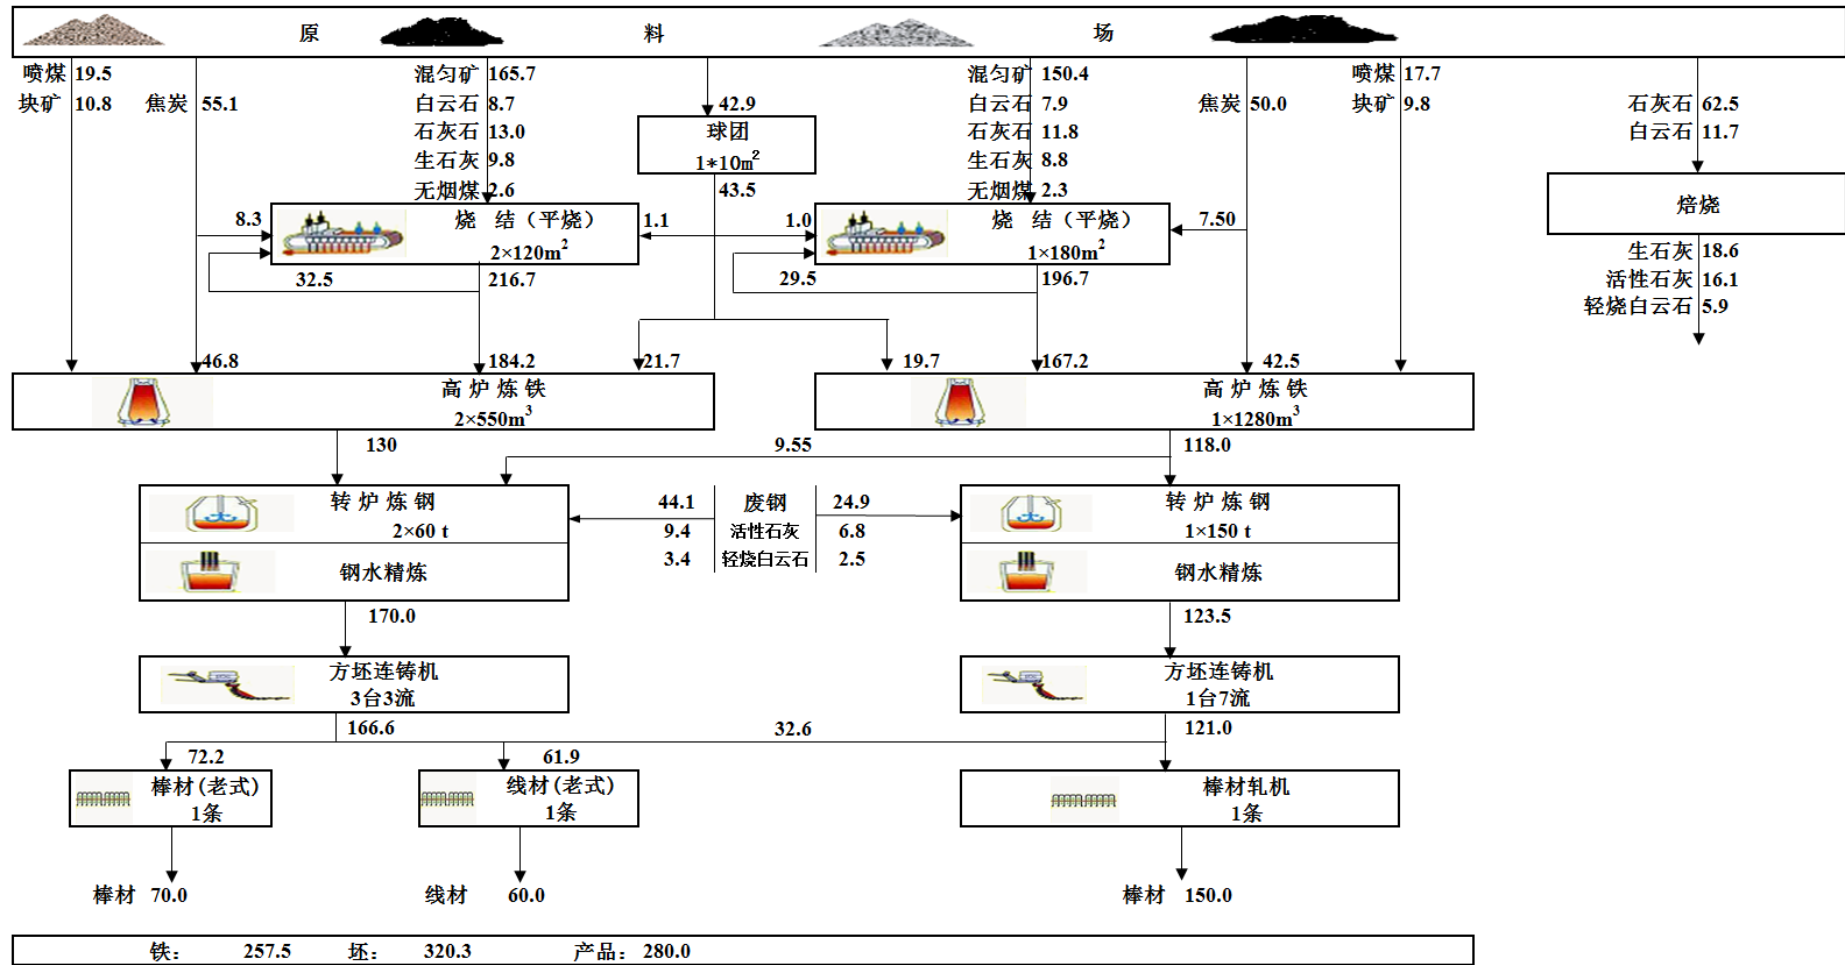 原 料 场
喷煤 19.5 混匀矿 165.7 混匀矿 150.4 喷煤 17.7
块矿 10.8 焦炭 55.1 白云石 8.7 42.9 白云石 7.9 焦炭 50.0 块矿 9.8 石灰石 62.5
石灰石 13.0 球团 石灰石 11.8 白云石 11.7
生石灰 9.8 1*10m² 生石灰 8.8
无烟煤 2.6 43.5 无烟煤 2.3
焙烧
8.3 烧 结（平烧） 1.1 1.0 烧 结（平烧） 7.50
2×120m² 1×180m² 生石灰 18.6
32.5 216.7 29.5 196.7 活性石灰 16.1
轻烧白云石 5.9
46.8 184.2 21.7 19.7 167.2 42.5
高 炉 炼 铁 高 炉 炼 铁
2×550m³ 1×1280m³
130 9.55 118.0
转 炉 炼 钢 44.1 废钢 24.9 转 炉 炼 钢
2×60 t 9.4 活性石灰 6.8 1×150 t
3.4 轻烧白云石 2.5
钢水精炼 钢水精炼
170.0 123.5
方坯连铸机 方坯连铸机
3台3流 1台7流
166.6 32.6 121.0
72.2 61.9
棒材(老式) 线材(老式) 棒材轧机
1条 1条 1条
棒材 70.0 线材 60.0 棒材 150.0
铁： 257.5 坯： 320.3 产品：280.0